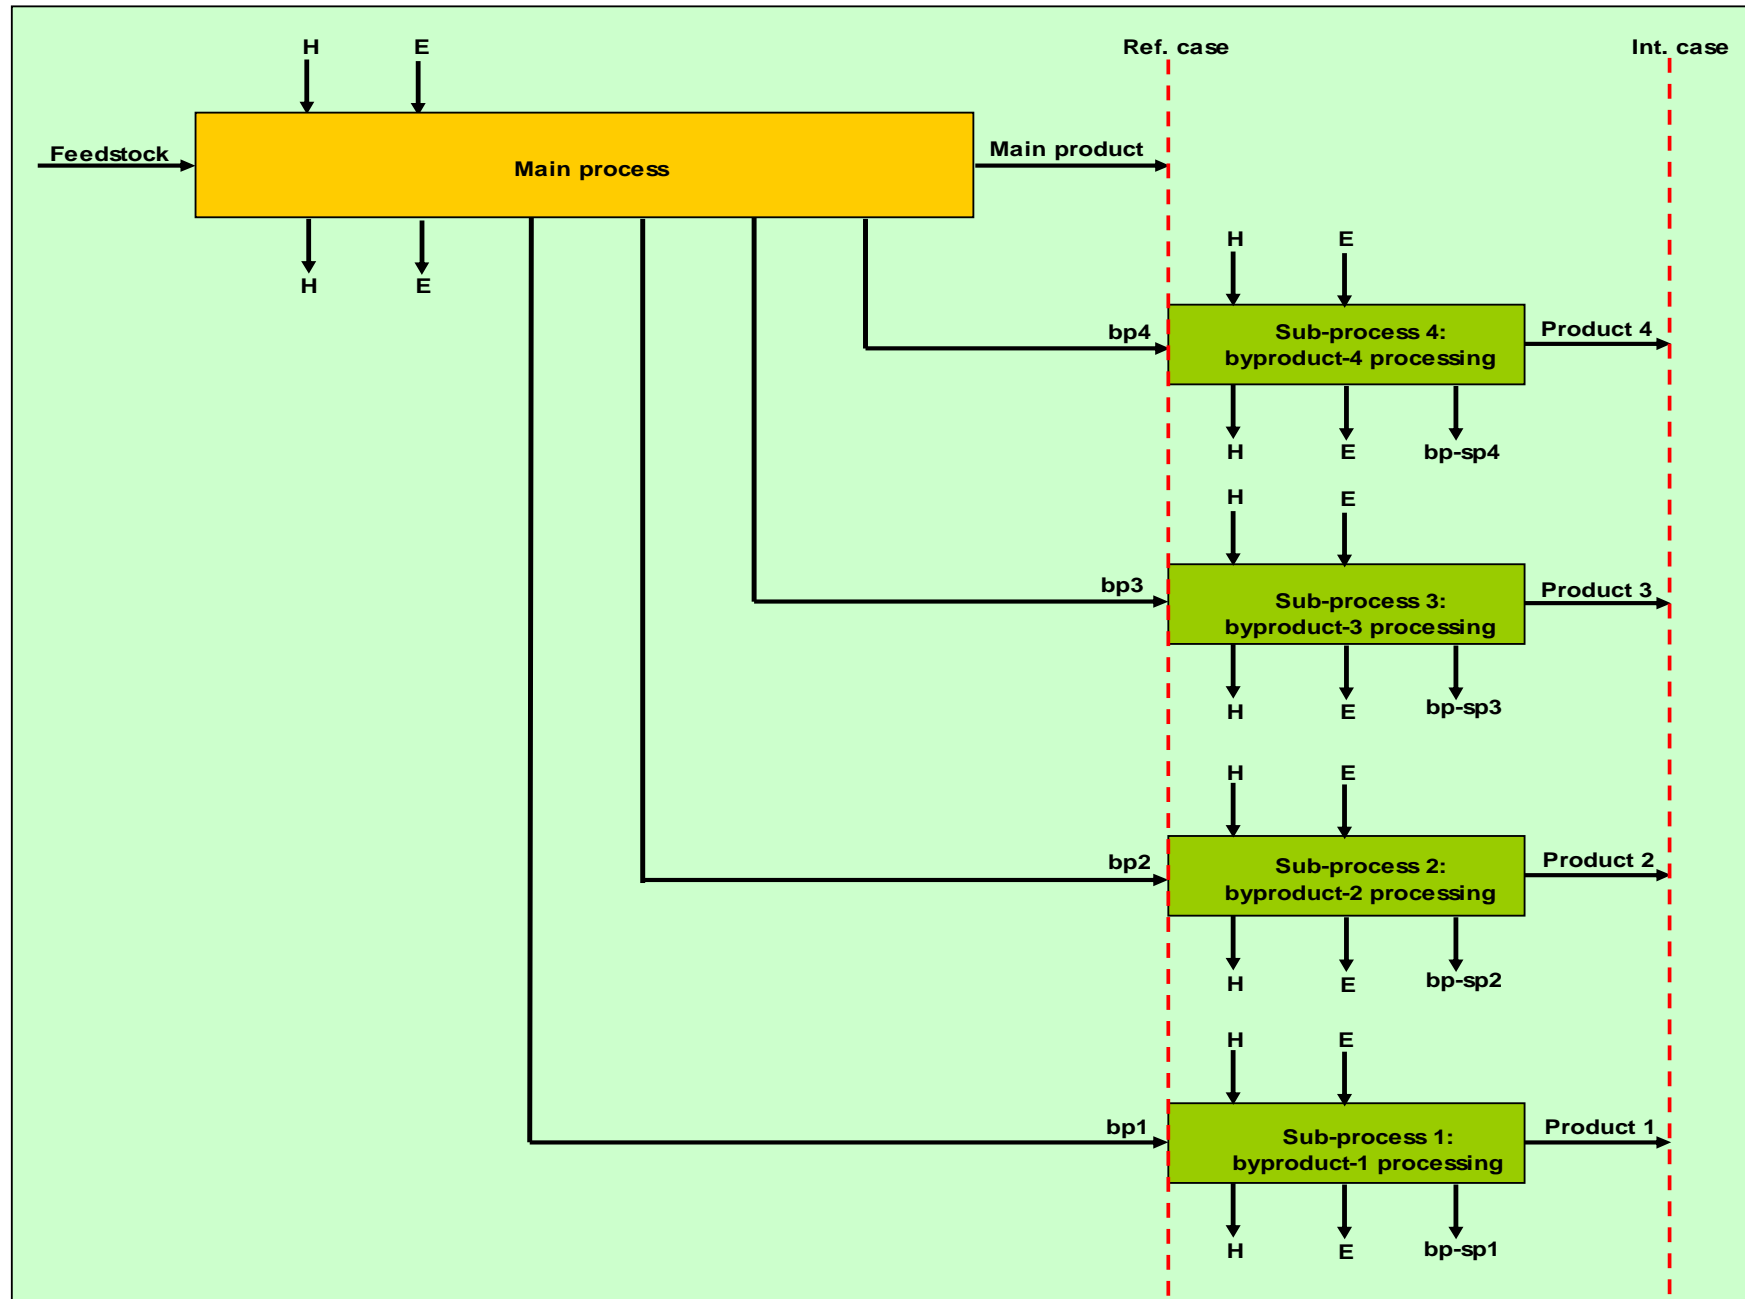 H E Ref. case Int. case
Feedstock Main process Main product
H E
H E
bp4 Sub-process 4: Product 4
byproduct-4 processing
H E bp-sp4
H E
bp3 Sub-process 3: Product 3
byproduct-3 processing
H E bp-sp3
H E
bp2 Sub-process 2: Product 2
byproduct-2 processing
H E bp-sp2
H E
bp1 Sub-process 1: Product 1
byproduct-1 processing
H E bp-sp1